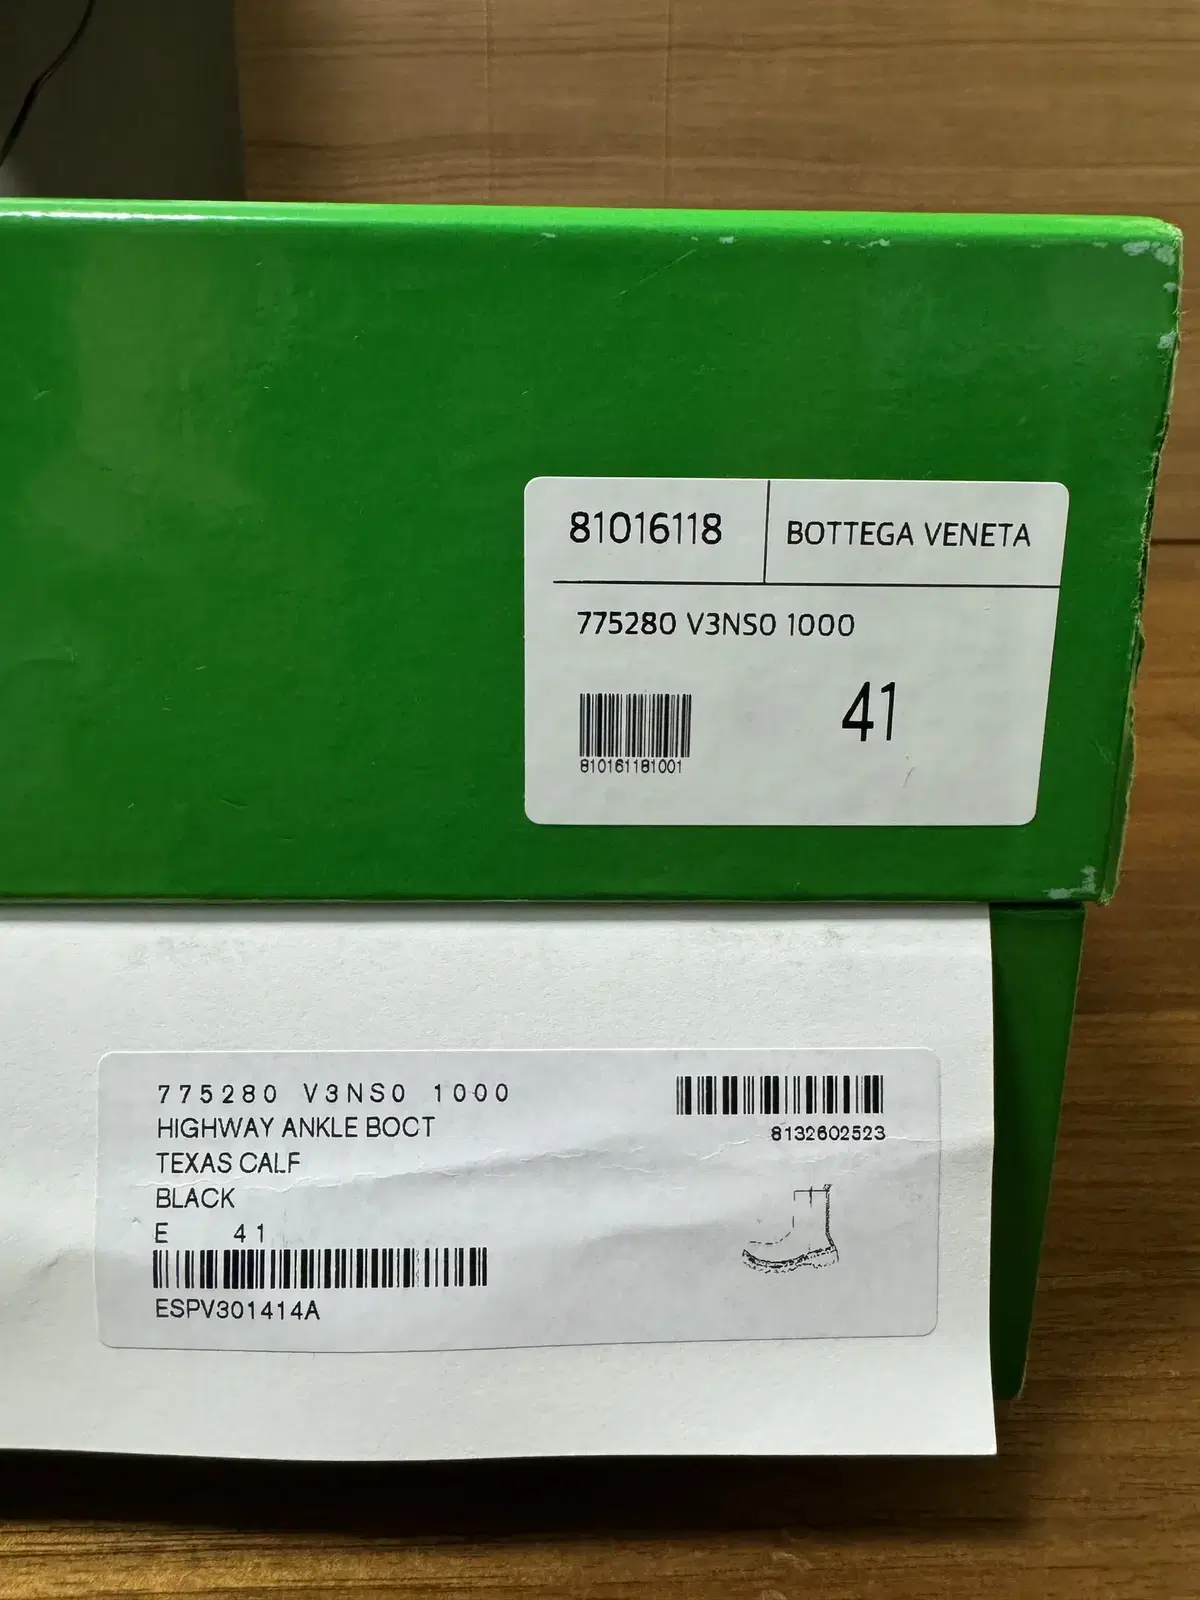 81016118
BOTTEGA VENETA
775280 V3NS0 1000
41
810161181001
775280 V3NS0 1000
HIGHWAY ANKLE BOCT
TEXAS CALF
BLACK
E 41
ESPV301414A
8132602523